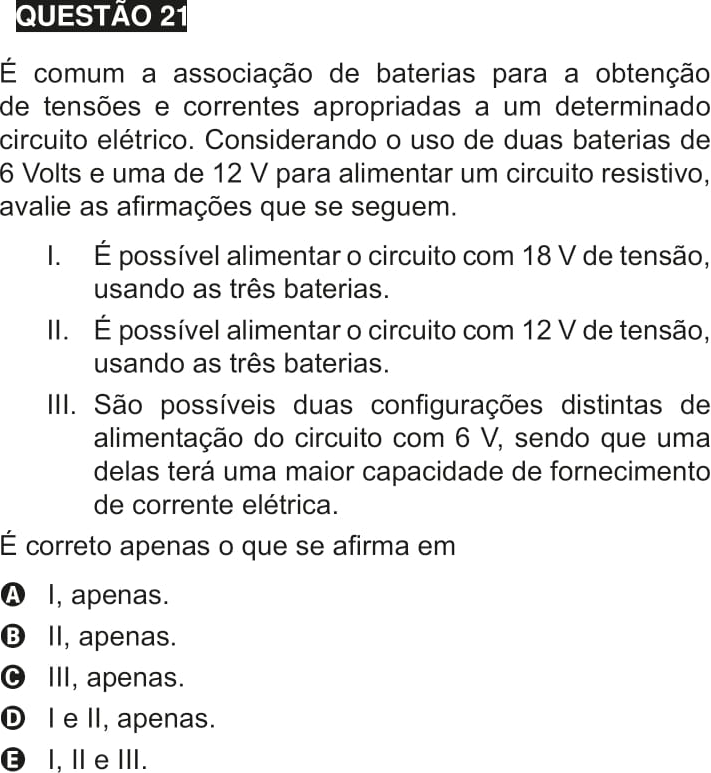 QUESTÃO 21
É comum a associação de baterias para a obtenção
de tensões e correntes apropriadas a um determinado
circuito elétrico. Considerando o uso de duas baterias de
6 Volts e uma de 12 V para alimentar um circuito resistivo,
avalie as afirmações que se seguem.
I. É possível alimentar o circuito com 18 V de tensão,
usando as três baterias.
II. É possível alimentar o circuito com 12 V de tensão,
usando as três baterias.
III. São possíveis duas configurações distintas de
alimentação do circuito com 6 V, sendo que uma
delas terá uma maior capacidade de fornecimento
de corrente elétrica.
É correto apenas o que se afirma em
A I, apenas.
B II, apenas.
C III, apenas.
D I e II, apenas.
E I, II e III.